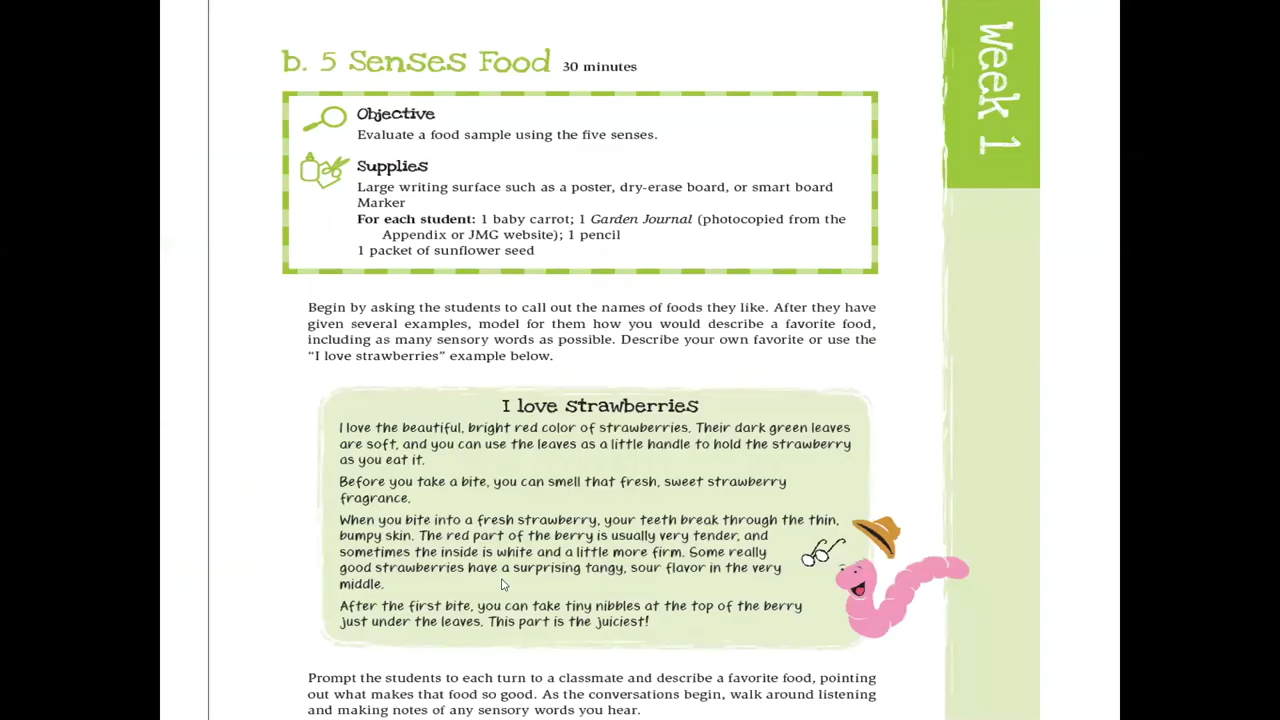 Week 1
b. 5 Senses Food 30 minutes
Objective
Evaluate a food sample using the five senses.
Supplies
Large writing surface such as a poster, dry-erase board, or smart board
Marker
For each student: 1 baby carrot; 1 Garden Journal (photocopied from the
Appendix or JMG website); 1 pencil
1 packet of sunflower seed
Begin by asking the students to call out the names of foods they like. After they have
given several examples, model for them how you would describe a favorite food,
including as many sensory words as possible. Describe your own favorite or use the
“I love strawberries” example below.
I love strawberries
I love the beautiful, bright red color of strawberries. Their dark green leaves
are soft, and you can use the leaves as a little handle to hold the strawberry
as you eat it.
Before you take a bite, you can smell that fresh, sweet strawberry
fragrance.
When you bite into a fresh strawberry, your teeth break through the thin,
bumpy skin. The red part of the berry is usually very tender, and
sometimes the inside is white and a little more firm. Some really
good strawberries have a surprising tangy, sour flavor in the very
middle.
After the first bite, you can take tiny nibbles at the top of the berry
just under the leaves. This part is the juiciest!
Prompt the students to each turn to a classmate and describe a favorite food, pointing
out what makes that food so good. As the conversations begin, walk around listening
and making notes of any sensory words you hear.